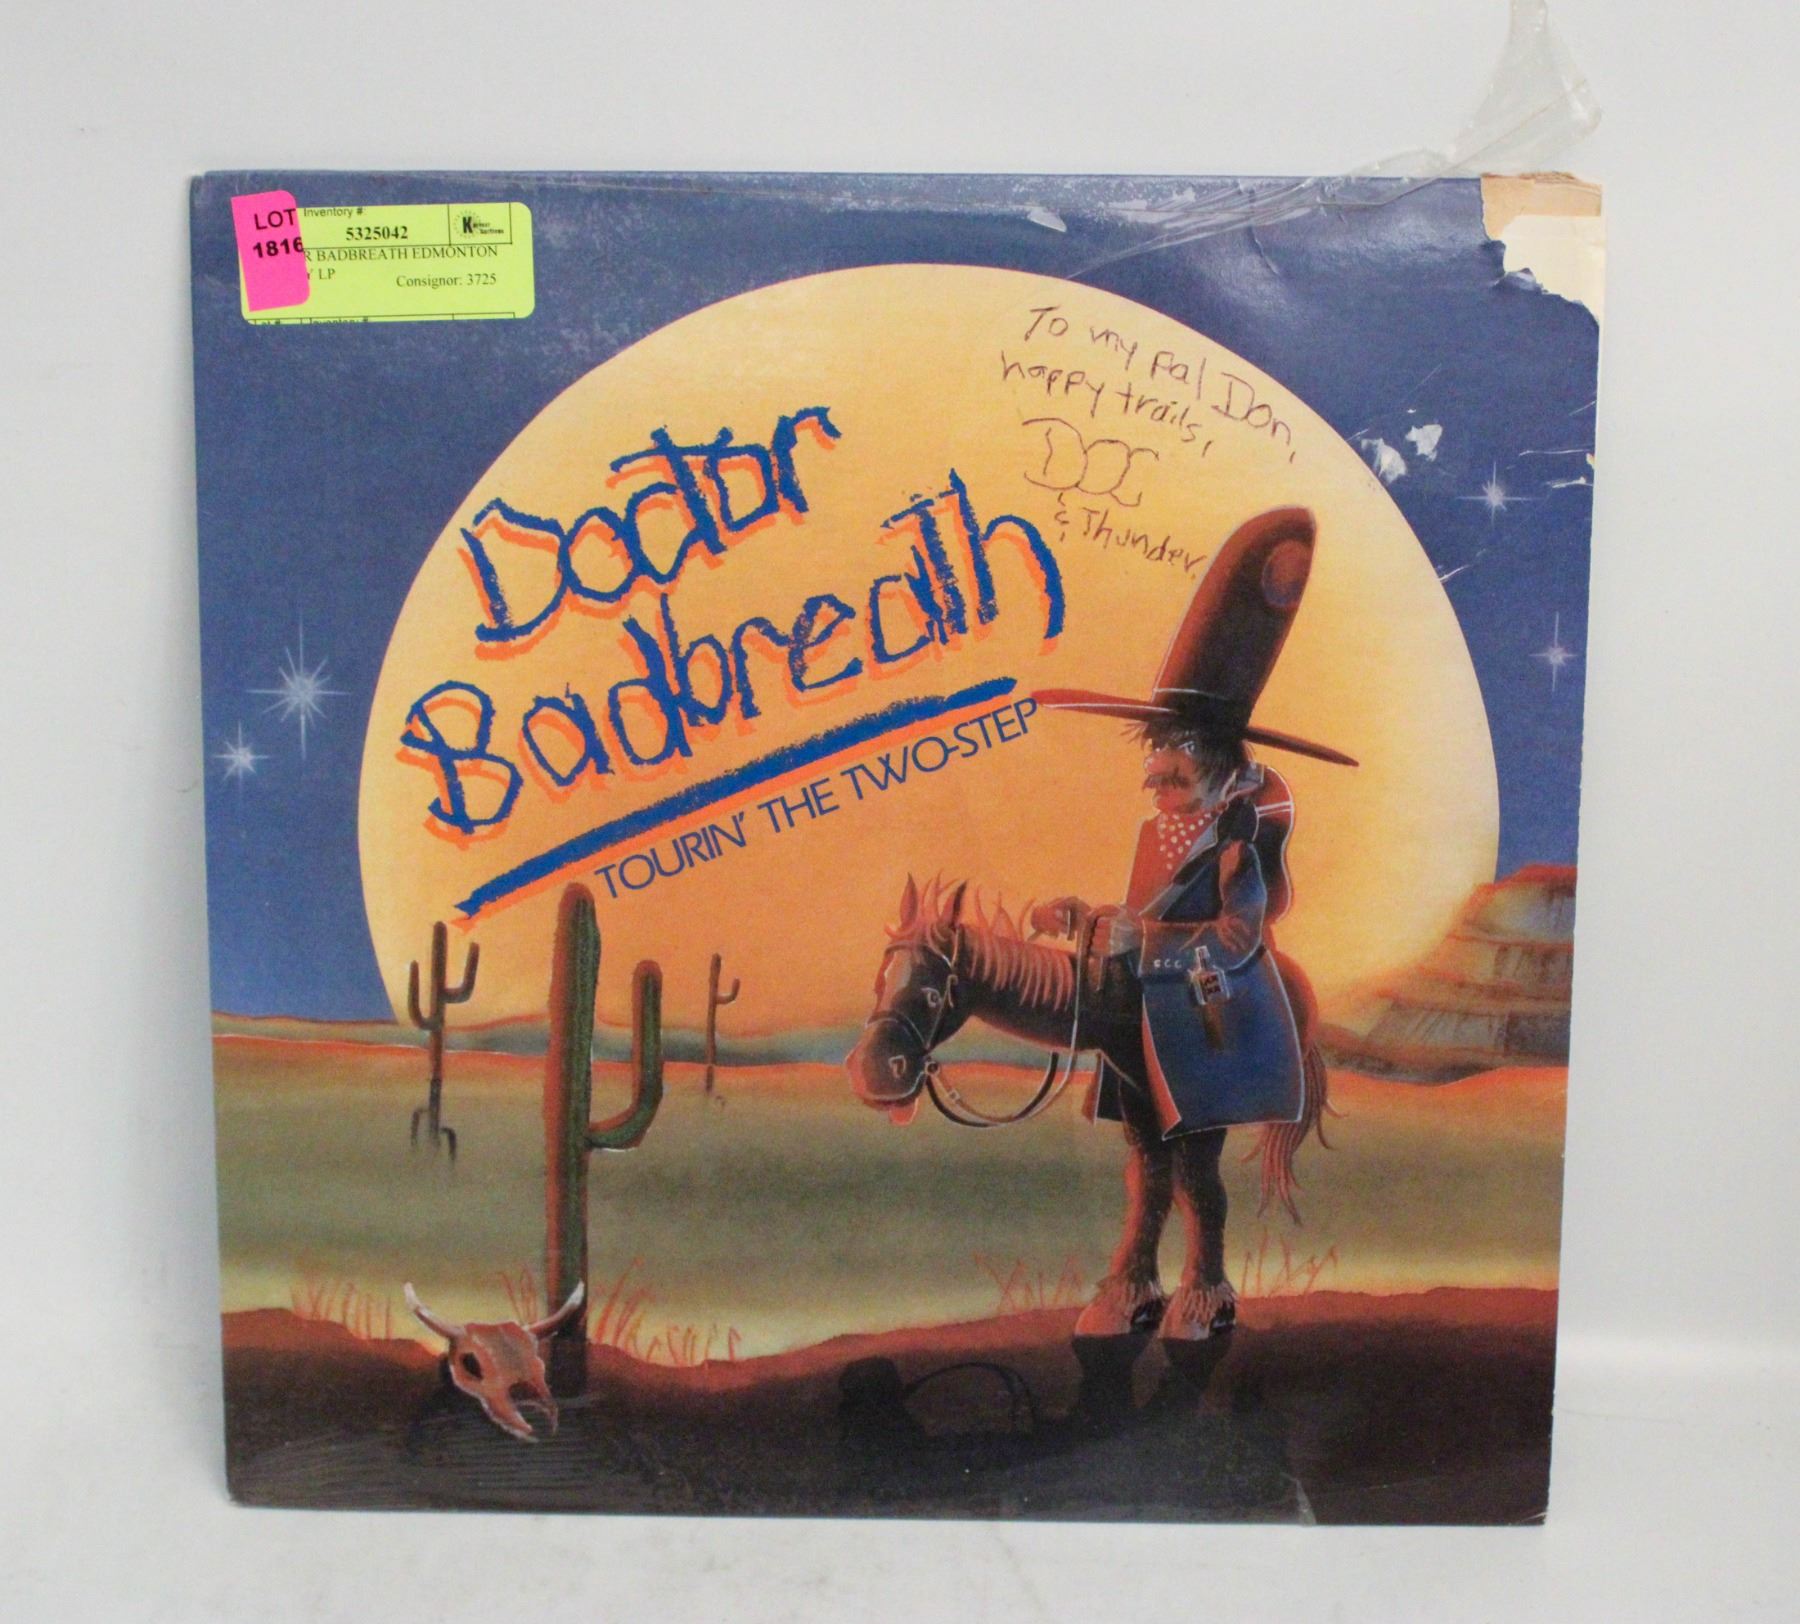 LOT
1816
Inventory #:
5325042
R BADBREATH EDMONTON
Y LP
Consignor: 3725
Inventory #:
To my pal Don,
happy trails,
DOC
& Thunder.
Doctor
Badbreath
TOURIN' THE TWO-STEP